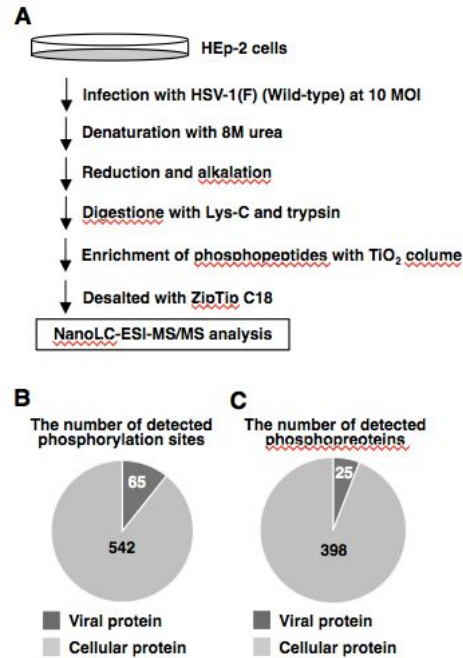 A
HEp-2 cells
Infection with HSV-1(F) (Wild-type) at 10 MOI
Denaturation with 8M urea
Reduction and alkalation
Digestione with Lys-C and trypsin
Enrichment of phosphopeptides with TiO₂ colume
Desalted with ZipTip C18
NanoLC-ESI-MS/MS analysis
B
The number of detected
phosphorylation sites
65
542
Viral protein
Cellular protein
C
The number of detected
phosphopreoteins
25
398
Viral protein
Cellular protein